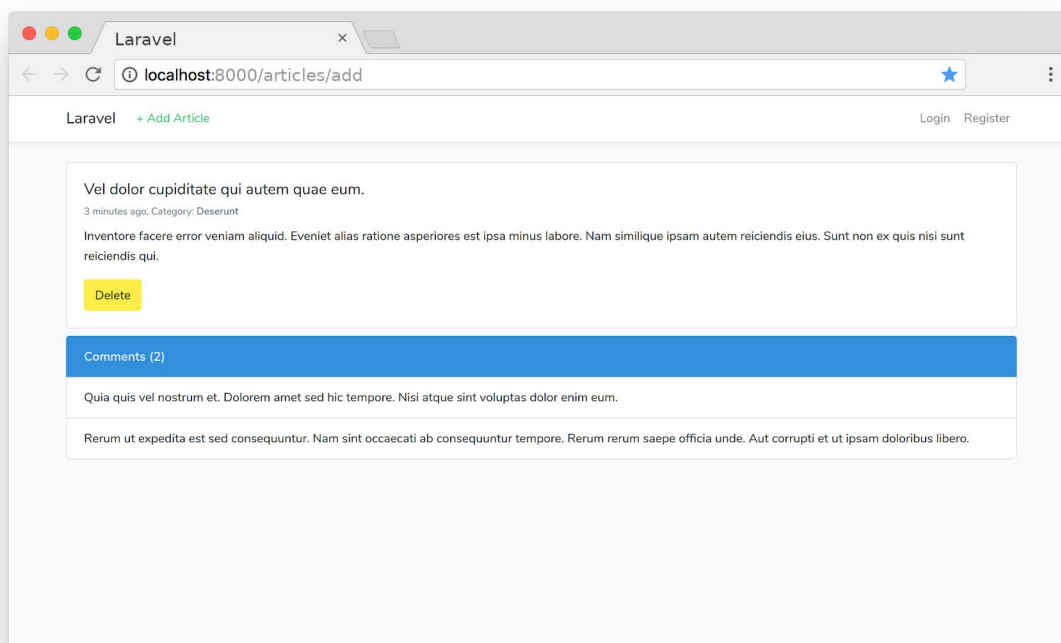 Laravel
localhost:8000/articles/add
Laravel + Add Article Login Register
Vel dolor cupiditate qui autem quae eum.
3 minutes ago, Category: Deserunt
Inventore facere error veniam aliquid. Eveniet alias ratione asperiores est ipsa minus labore. Nam similique ipsam autem reiciendis eius. Sunt non ex quis nisi sunt
reiciendis qui.
Delete
Comments (2)
Quia quis vel nostrum et. Dolorem amet sed hic tempore. Nisi atque sint voluptas dolor enim eum.
Rerum ut expedita est sed consequuntur. Nam sint occaecati ab consequuntur tempore. Rerum rerum saepe officia unde. Aut corrupti et ut ipsam doloribus libero.